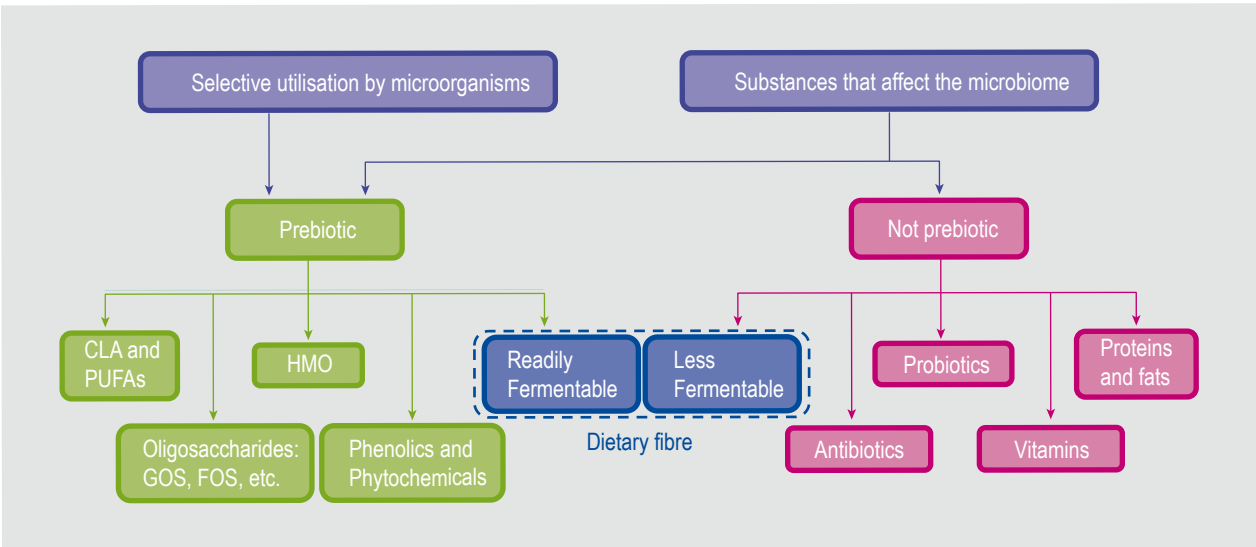 Selective utilisation by microorganisms
Substances that affect the microbiome
Prebiotic
Not prebiotic
CLA and
PUFAs
HMO
Readily
Fermentable
Less
Fermentable
Probiotics
Proteins
and fats
Oligosaccharides:
GOS, FOS, etc.
Phenolics and
Phytochemicals
Dietary fibre
Antibiotics
Vitamins